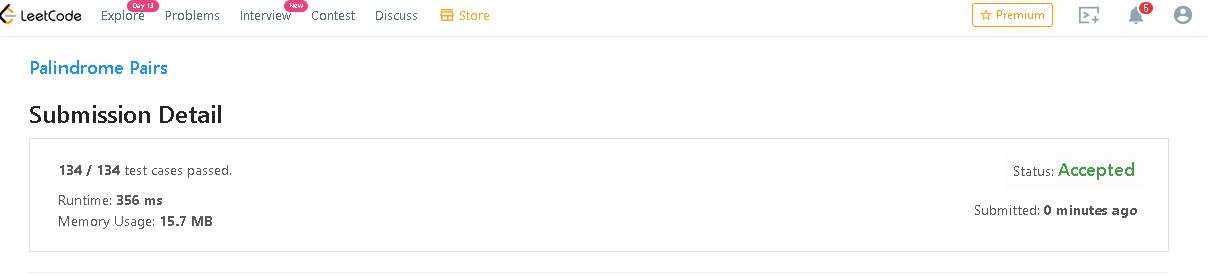 Day 13 New 5
LeetCode Explore Problems Interview Contest Discuss Store Premium
Palindrome Pairs
Submission Detail
134 / 134 test cases passed. Status: Accepted
Runtime: 356 ms
Memory Usage: 15.7 MB Submitted: 0 minutes ago